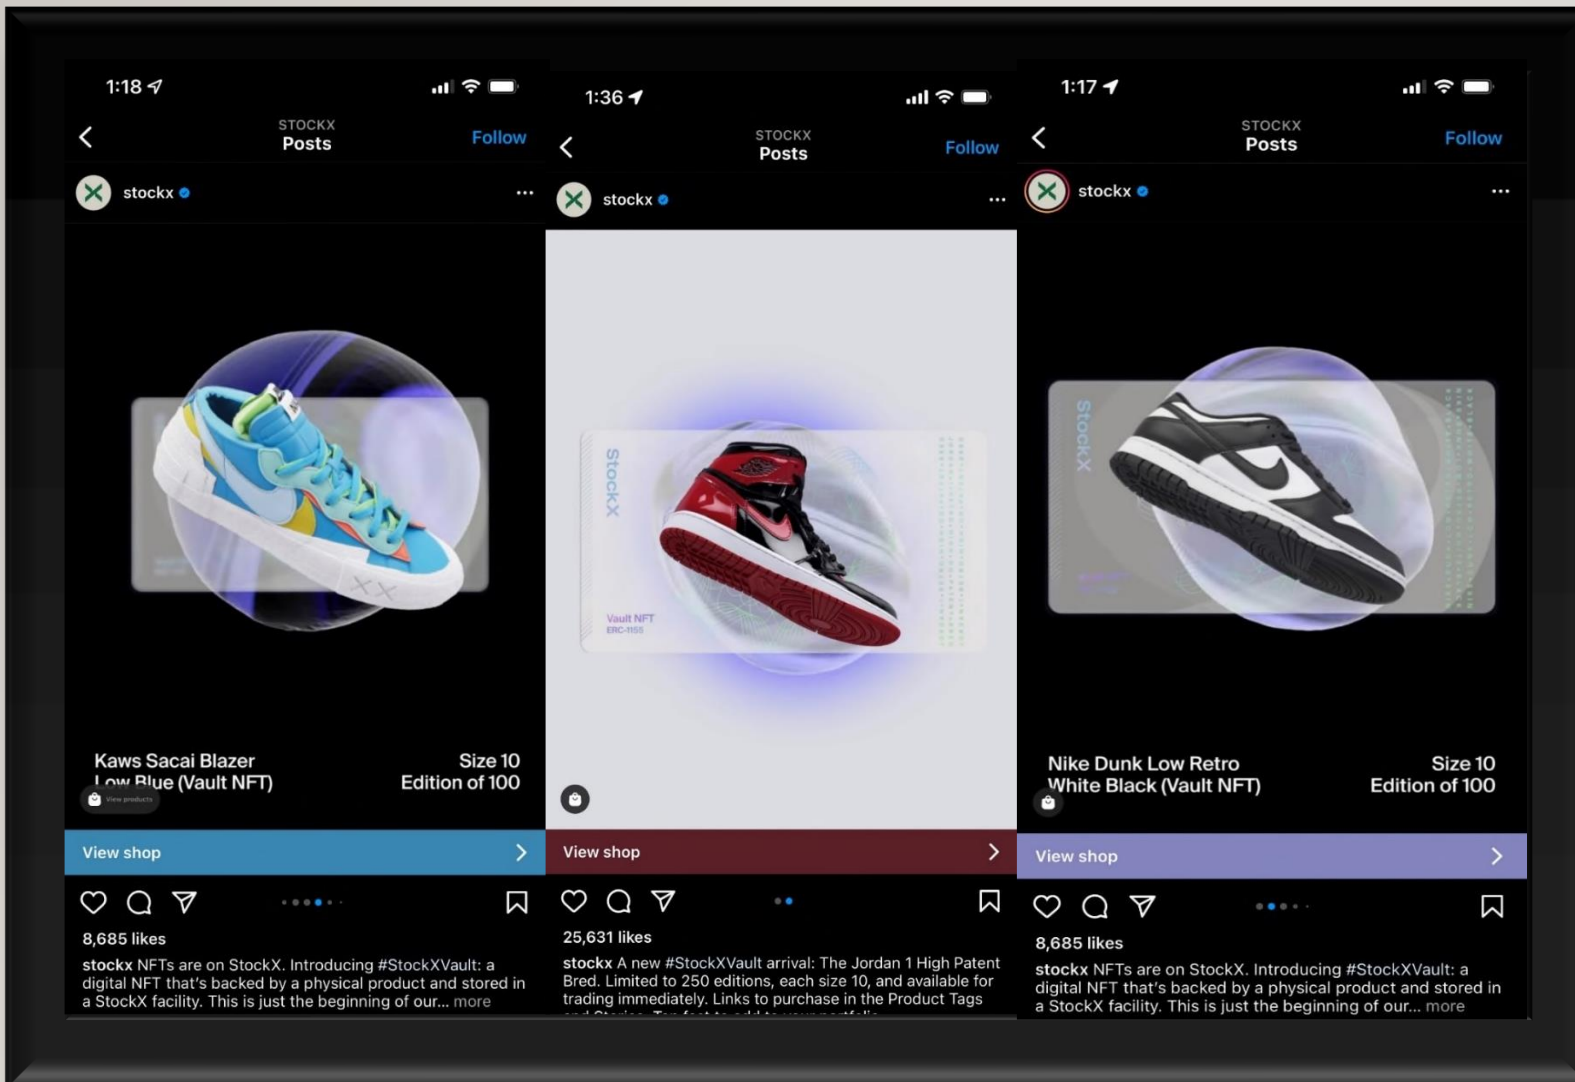 1:18
STOCKX
Posts
Follow
stockx
Kaws Sacai Blazer
Low Blue (Vault NFT)
Size 10
Edition of 100
View products
View shop
8,685 likes
stockx NFTs are on StockX. Introducing #StockXVault: a
digital NFT that's backed by a physical product and stored in
a StockX facility. This is just the beginning of our... more
1:36
STOCKX
Posts
Follow
stockx
StockX
Vault NFT
ERC-1155
View shop
25,631 likes
stockx A new #StockXVault arrival: The Jordan 1 High Patent
Bred. Limited to 250 editions, each size 10, and available for
trading immediately. Links to purchase in the Product Tags
1:17
STOCKX
Posts
Follow
stockx
StockX
Nike Dunk Low Retro
White Black (Vault NFT)
Size 10
Edition of 100
View shop
8,685 likes
stockx NFTs are on StockX. Introducing #StockXVault: a
digital NFT that's backed by a physical product and stored in
a StockX facility. This is just the beginning of our... more